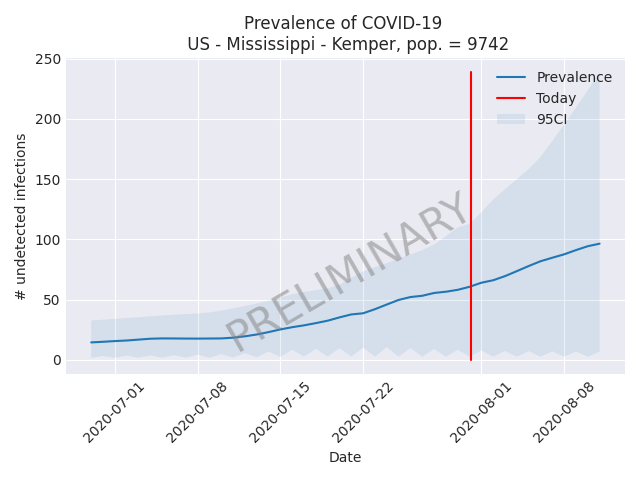 Prevalence of COVID-19
US - Mississippi - Kemper, pop. = 9742
250
200
150
100
50
0
# undetected infections
Prevalence
Today
95CI
PRELIMINARY
2020-07-01
2020-07-08
2020-07-15
2020-07-22
2020-08-01
2020-08-08
Date